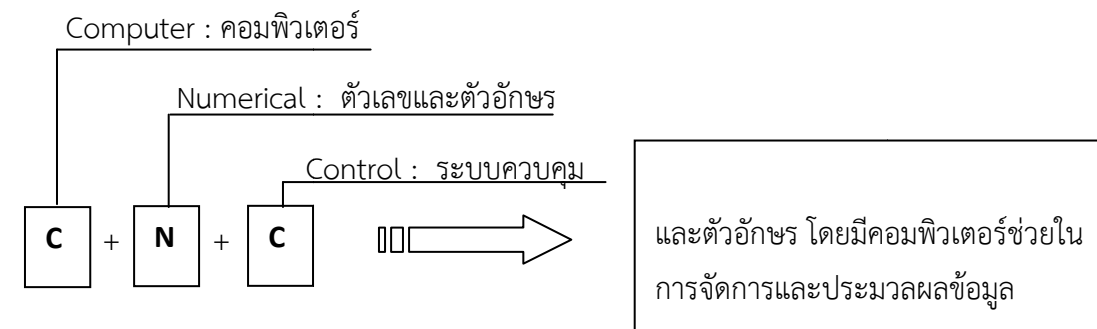 Computer : คอมพิวเตอร์
Numerical :  ตัวเลขและตัวอักษร
Control :  ระบบควบคุม
C + N + C
และตัวอักษร โดยมีคอมพิวเตอร์ช่วยใน
การจัดการและประมวลผลข้อมูล